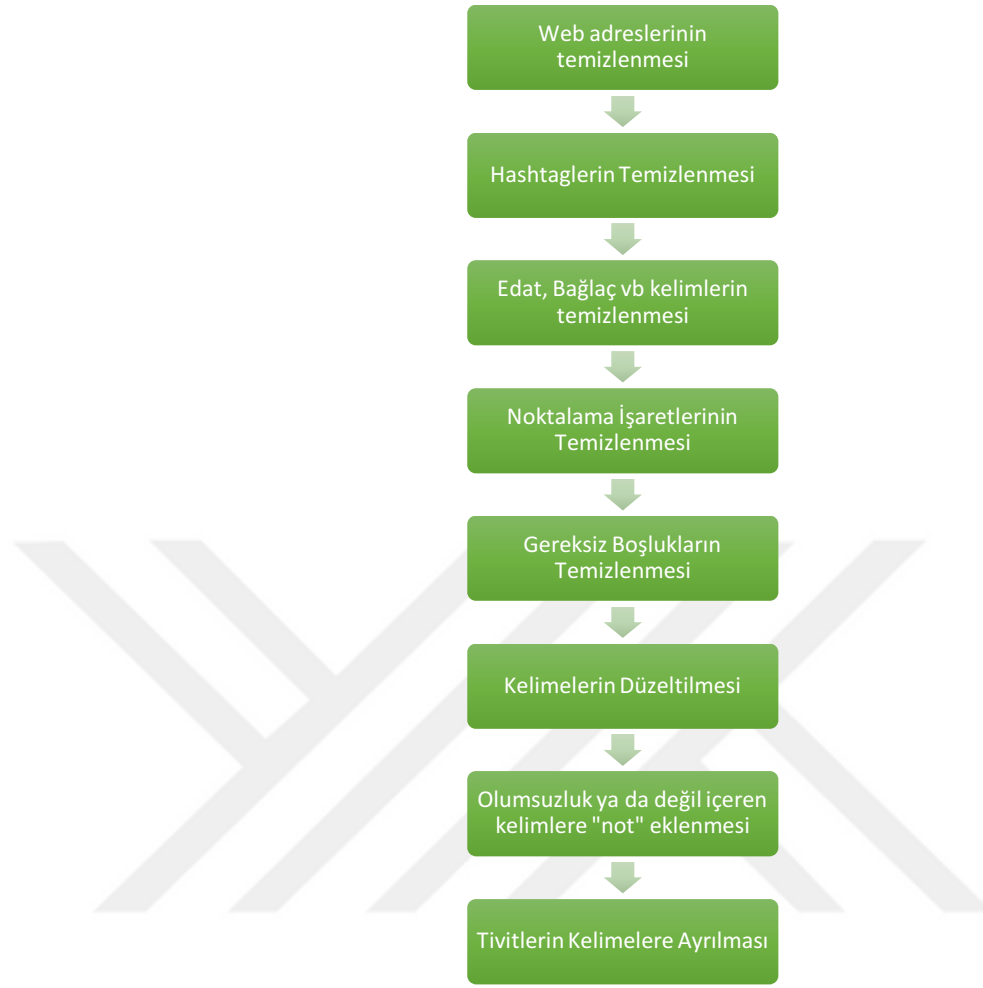 Web adreslerinin
temizlenmesi
Hashtaglerin Temizlenmesi
Edat, Bağlaç vb kelimlerin
temizlenmesi
Noktalama İşaretlerinin
Temizlenmesi
Gereksiz Boşlukların
Temizlenmesi
Kelimelerin Düzeltilmesi
Olumsuzluk ya da değil içeren
kelimlere "not" eklenmesi
Tivitlerin Kelimelere Ayrılması